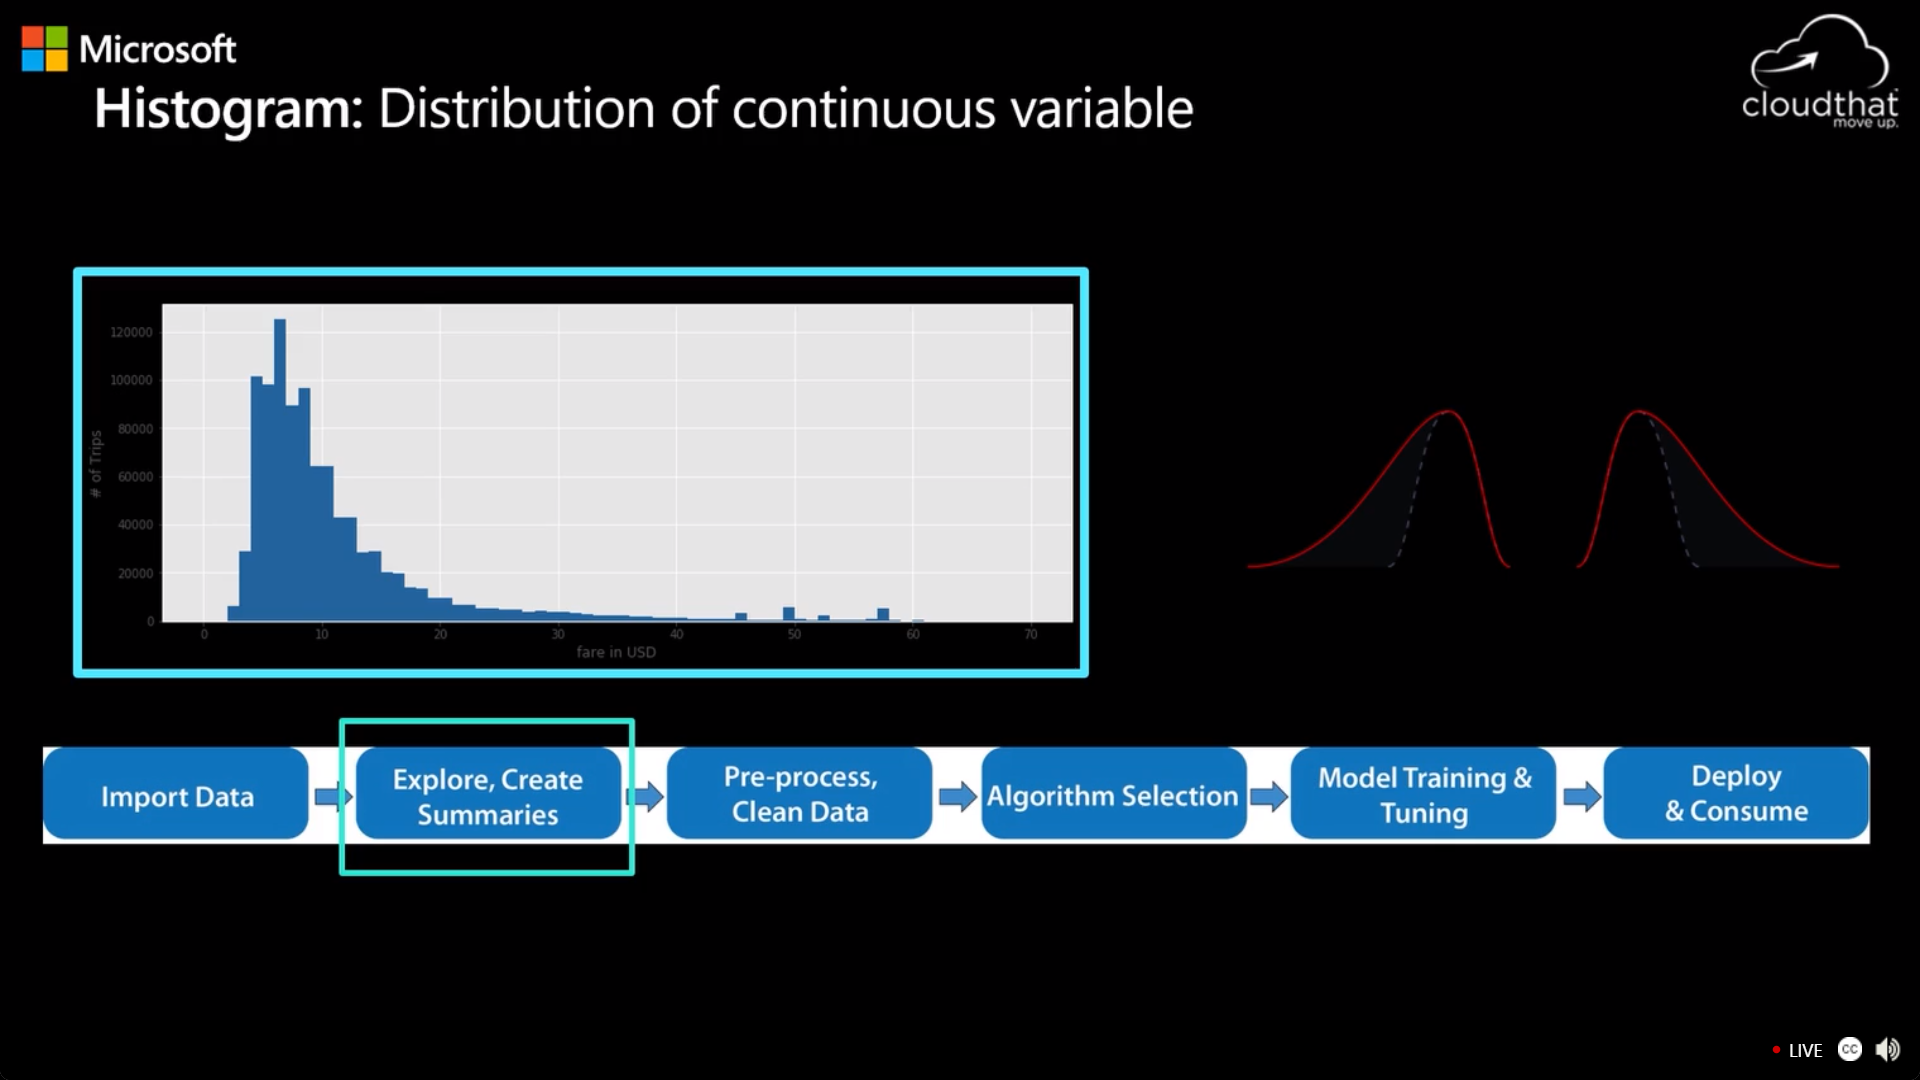 Microsoft
cloudthat
move up.
Histogram: Distribution of continuous variable
120000
100000
80000
60000
40000
20000
0
# of Trips
0 10 20 30 40 50 60 70
fare in USD
Import Data
Explore, Create
Summaries
Pre-process,
Clean Data
Algorithm Selection
Model Training &
Tuning
Deploy
& Consume
LIVE
CC